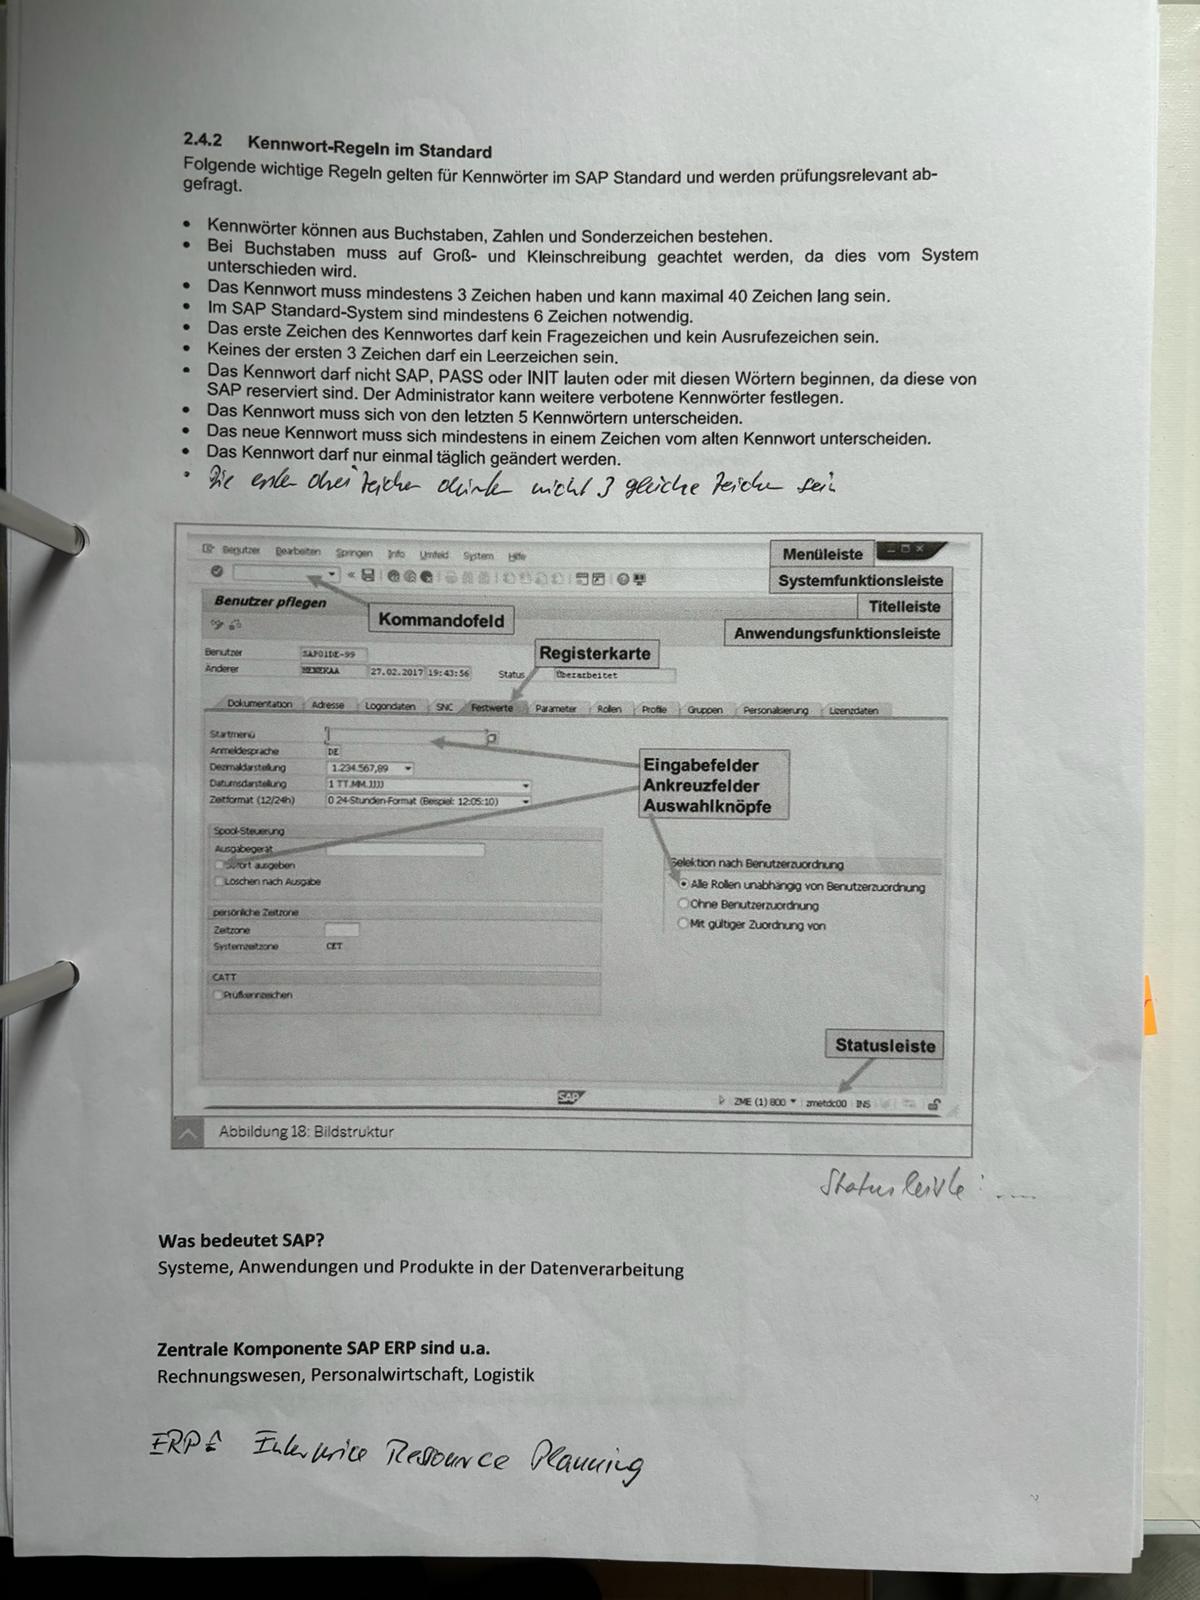 2.4.2 Kennwort-Regeln im Standard
Folgende wichtige Regeln gelten für Kennwörter im SAP Standard und werden prüfungsrelevant ab-
gefragt.
• Kennwörter können aus Buchstaben, Zahlen und Sonderzeichen bestehen.
• Bei Buchstaben muss auf Groß- und Kleinschreibung geachtet werden, da dies vom System
unterschieden wird.
• Das Kennwort muss mindestens 3 Zeichen haben und kann maximal 40 Zeichen lang sein.
• Im SAP Standard-System sind mindestens 6 Zeichen notwendig.
• Das erste Zeichen des Kennwortes darf kein Fragezeichen und kein Ausrufezeichen sein.
• Keines der ersten 3 Zeichen darf ein Leerzeichen sein.
• Das Kennwort darf nicht SAP, PASS oder INIT lauten oder mit diesen Wörtern beginnen, da diese von
SAP reserviert sind. Der Administrator kann weitere verbotene Kennwörter festlegen.
• Das Kennwort muss sich von den letzten 5 Kennwörtern unterscheiden.
• Das neue Kennwort muss sich mindestens in einem Zeichen vom alten Kennwort unterscheiden.
• Das Kennwort darf nur einmal täglich geändert werden.
• Die ersten drei Zeichen dürfen nicht 3 gleiche Zeichen sein
Benutzer Bearbeiten Springen Info Umfeld System Hilfe
Menüleiste
Systemfunktionsleiste
Benutzer pflegen
Titelleiste
Kommandofeld
Anwendungsfunktionsleiste
Benutzer SAP01DE-99
Registerkarte
Änderer 27.02.2017 19:43:56 Status überarbeitet
Dokumentation Adresse Logondaten SNC Festwerte Parameter Rollen Profile Gruppen Personalisierung Lizenzdaten
Startmenü
Anmeldesprache DE
Dezimaldarstellung 1.234.567,89
Datumsdarstellung 1 TT.MM.JJJJ
Zeitformat (12/24h) 0 24-Stunden-Format (Beispiel: 12:05:10)
Eingabefelder
Ankreuzfelder
Auswahlknöpfe
Spool-Steuerung
Ausgabegerät
Sofort ausgeben
Löschen nach Ausgabe
Selektion nach Benutzerzuordnung
Alle Rollen unabhängig von Benutzerzuordnung
Ohne Benutzerzuordnung
Mit gültiger Zuordnung von
persönliche Zeitzone
Zeitzone
Systemzeitzone CET
CATT
Prüfkennzeichen
Statusleiste
SAP
ZME (1) 800 zmetdc00 INS
Abbildung 18: Bildstruktur
Statusleiste: ....
Was bedeutet SAP?
Systeme, Anwendungen und Produkte in der Datenverarbeitung
Zentrale Komponente SAP ERP sind u.a.
Rechnungswesen, Personalwirtschaft, Logistik
ERP ≙ Enterprice Ressource Planning